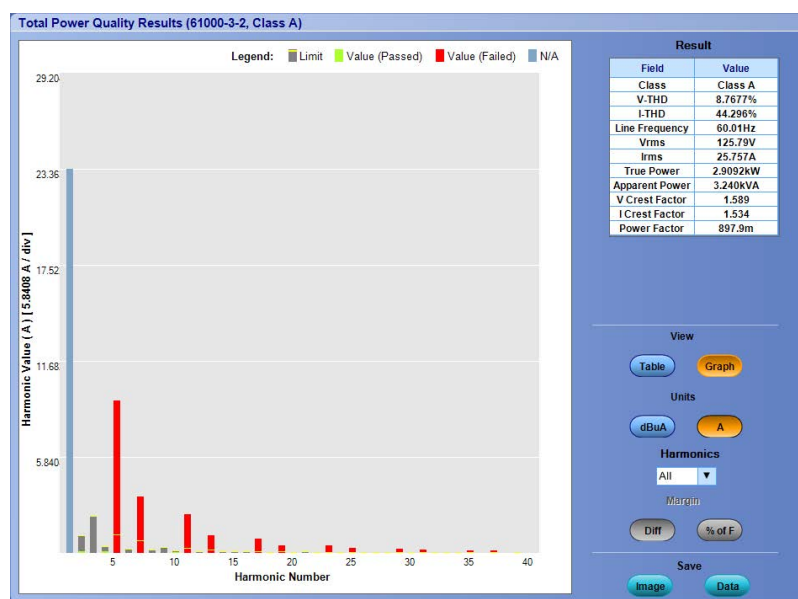 Total Power Quality Results (61000-3-2, Class A)
Legend: Limit Value (Passed) Value (Failed) N/A
29.20
23.36
17.52
11.68
5.840
Harmonic Value ( A ) [ 5.8408 A / div ]
5 10 15 20 25 30 35 40
Harmonic Number
Result
Field Value
Class Class A
V-THD 8.7677%
I-THD 44.296%
Line Frequency 60.01Hz
Vrms 125.79V
Irms 25.757A
True Power 2.9092kW
Apparent Power 3.240kVA
V Crest Factor 1.589
I Crest Factor 1.534
Power Factor 897.9m
View
Table Graph
Units
dBuA A
Harmonics
All
Margin
Diff % of F
Save
Image Data